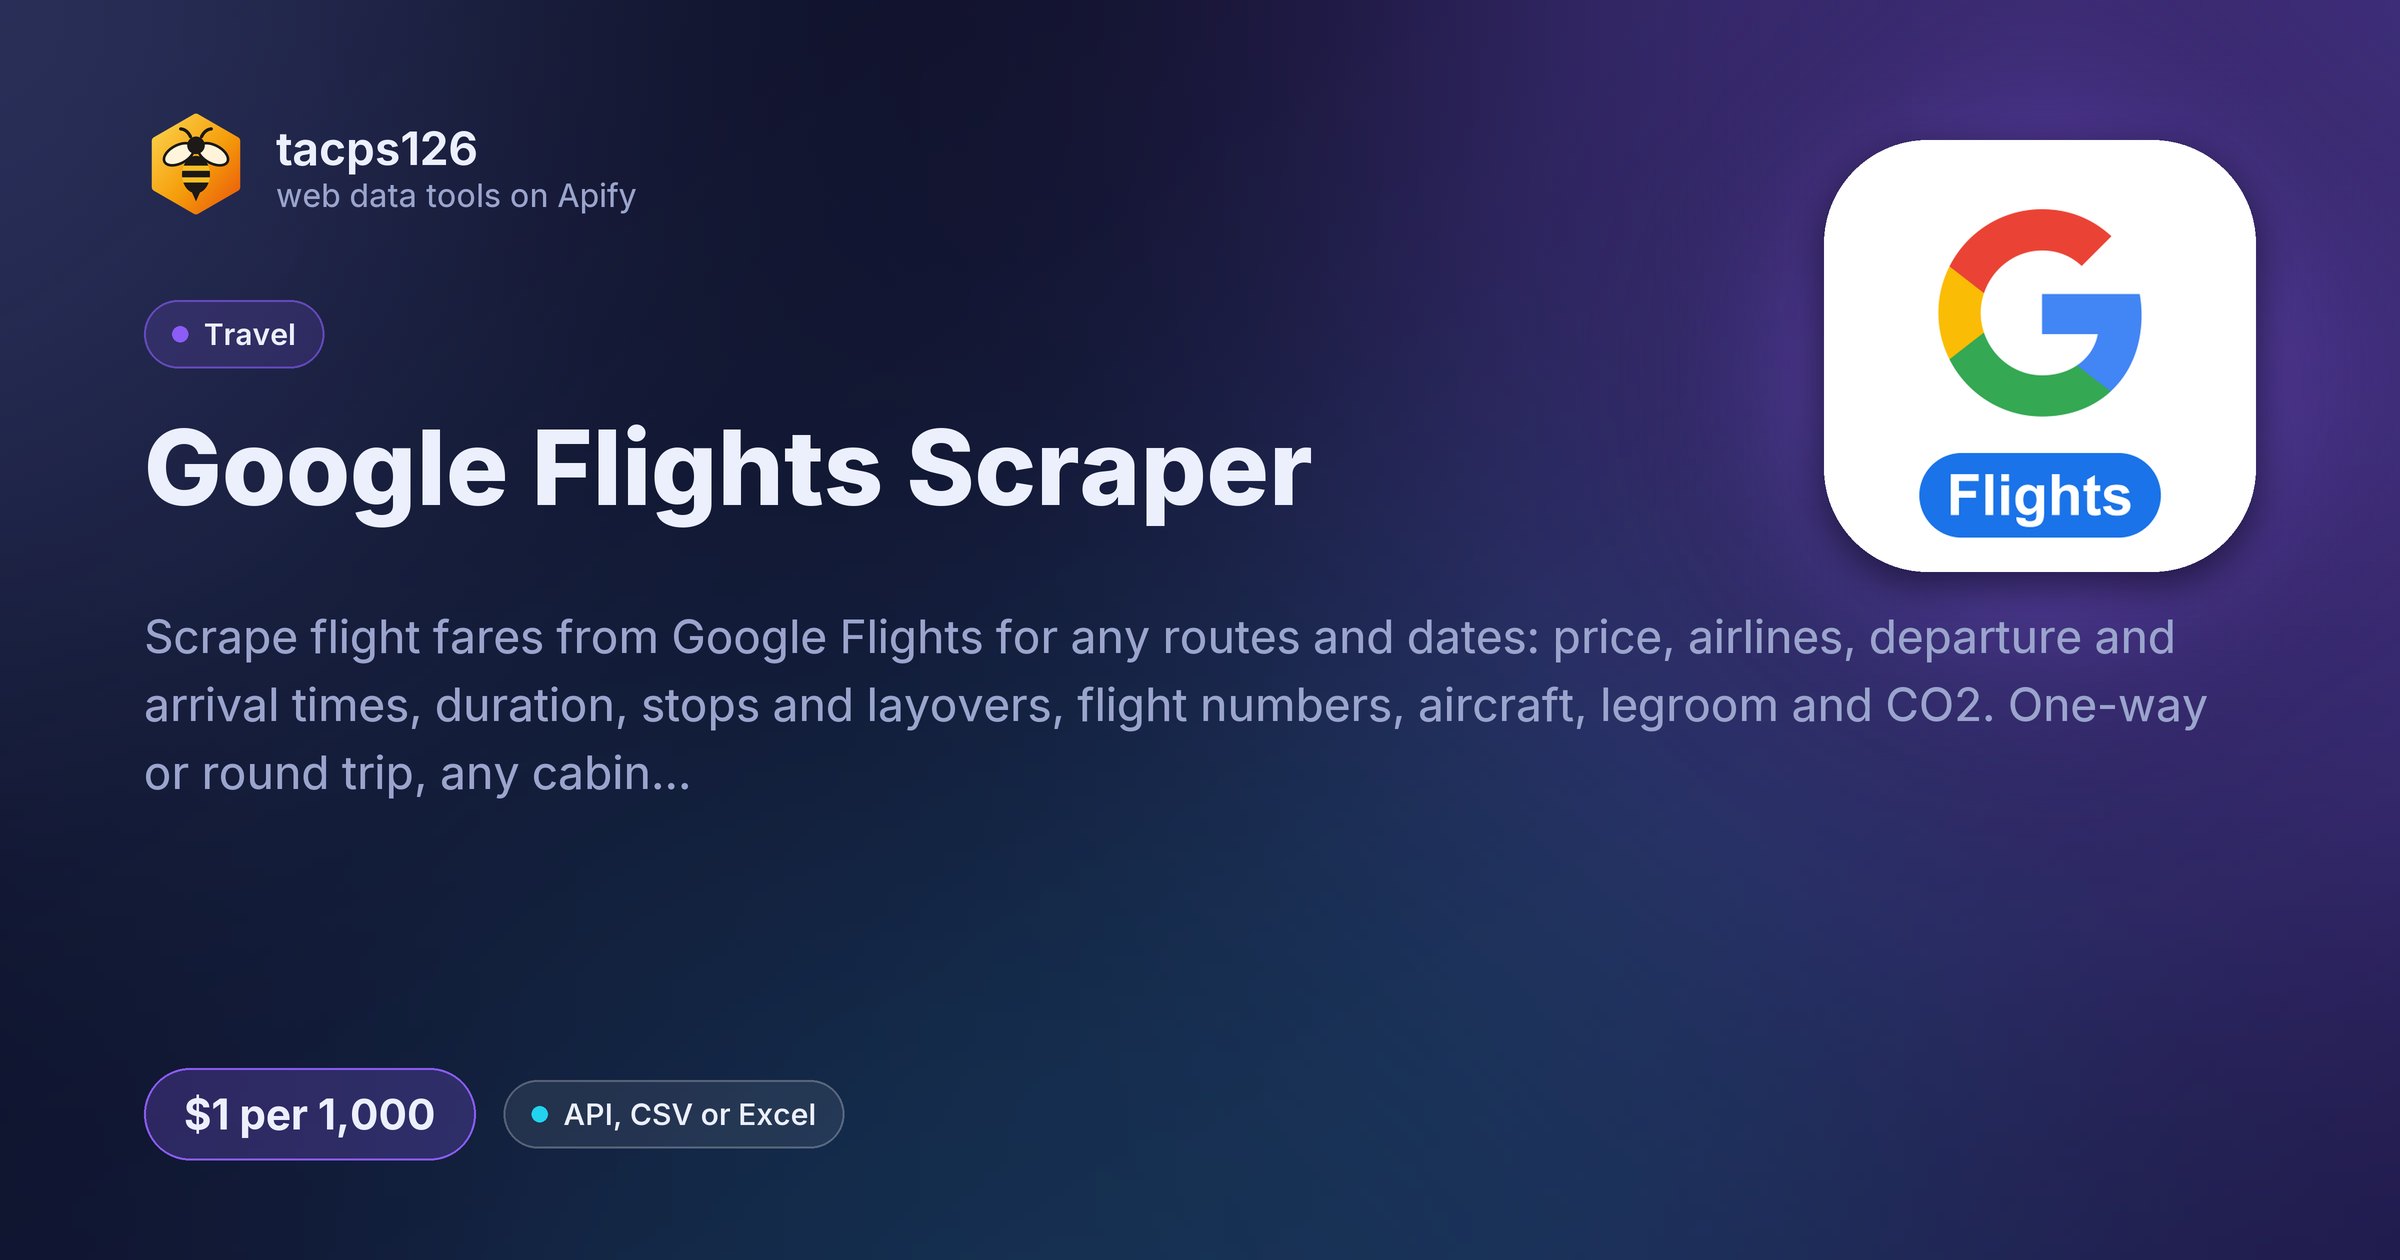 tacps126
web data tools on Apify
Travel
Google Flights Scraper
Flights
Scrape flight fares from Google Flights for any routes and dates: price, airlines, departure and
arrival times, duration, stops and layovers, flight numbers, aircraft, legroom and CO2. One-way
or round trip, any cabin...
$1 per 1,000
API, CSV or Excel